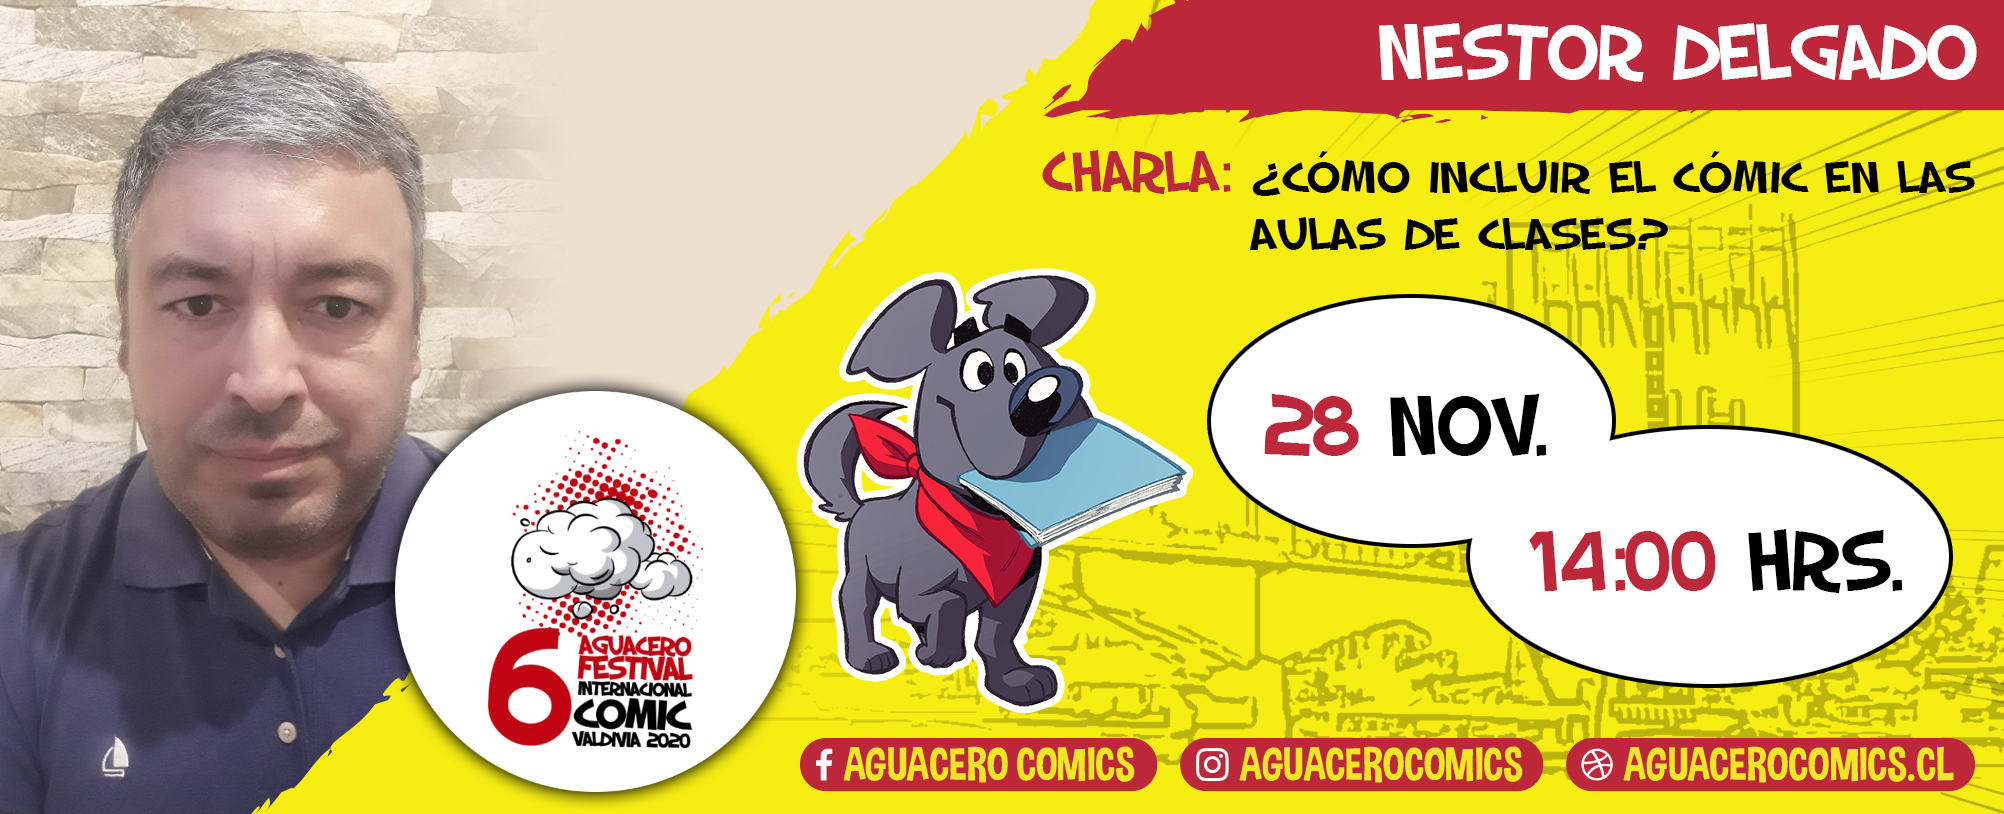 NESTOR DELGADO
CHARLA: ¿CÓMO INCLUIR EL CÓMIC EN LAS
AULAS DE CLASES?
28 NOV.
14:00 HRS.
6
AGUACERO
FESTIVAL
INTERNACIONAL
COMIC
VALDIVIA 2020
AGUACERO COMICS
AGUACEROCOMICS
AGUACEROCOMICS.CL